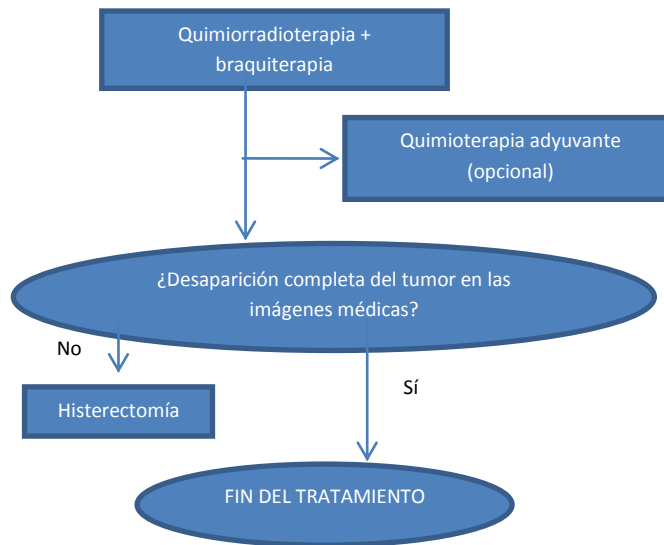 Quimiorradioterapia +
braquiterapia
Quimioterapia adyuvante
(opcional)
¿Desaparición completa del tumor en las
imágenes médicas?
No
Sí
Histerectomía
FIN DEL TRATAMIENTO